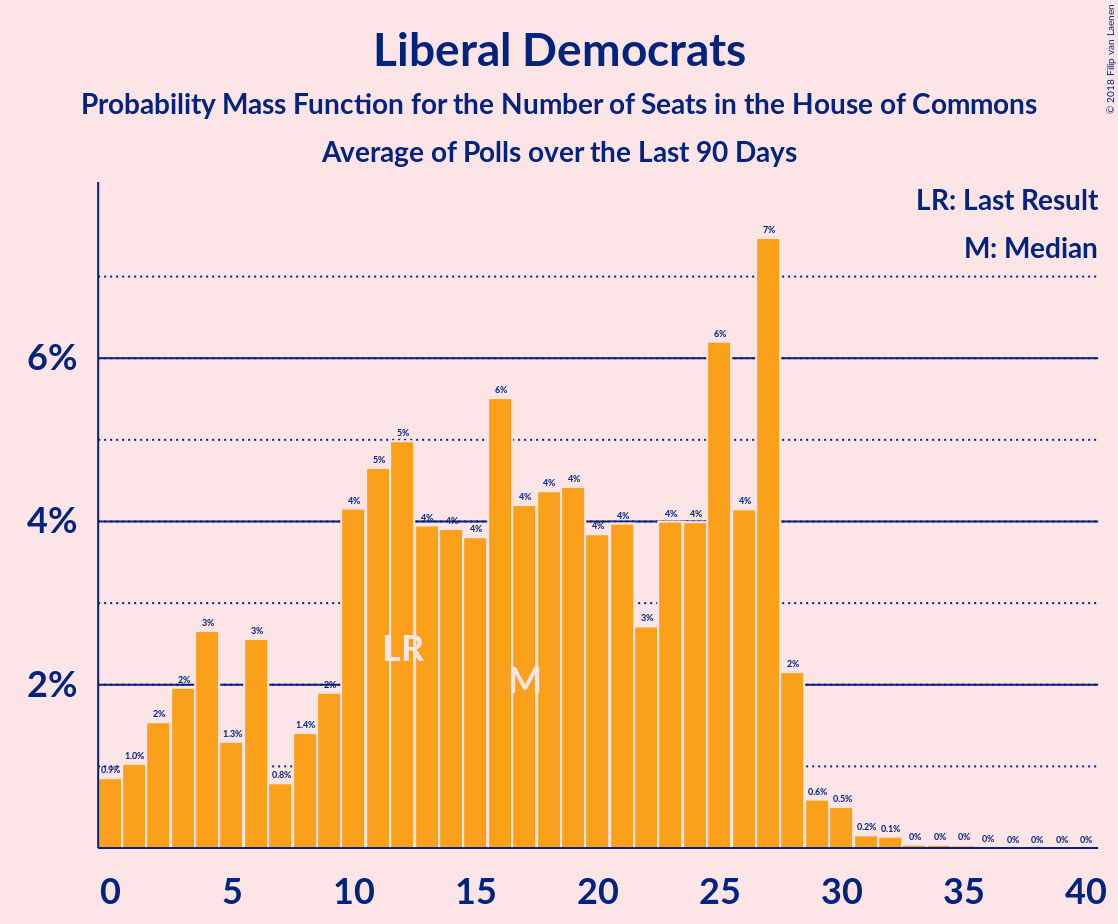 Liberal Democrats
Probability Mass Function for the Number of Seats in the House of Commons
Average of Polls over the Last 90 Days
© 2018 Filip van Laenen
LR: Last Result
M: Median
6%
4%
2%
0.9% 1.0% 2% 2% 3% 1.3% 3% 0.8% 1.4% 2% 4% 5% 5% 4% 4% 4% 6% 4% 4% 4% 4% 4% 3% 4% 4% 6% 4% 7% 2% 0.6% 0.5% 0.2% 0.1% 0% 0% 0% 0% 0% 0% 0% 0%
LR
M
0 5 10 15 20 25 30 35 40